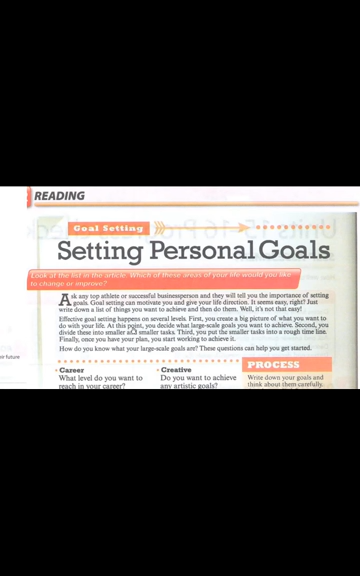 READING
Goal Setting
Setting Personal Goals
Look at the list in the article. Which of these areas of your life would you like
to change or improve?
Ask any top athlete or successful businessperson and they will tell you the importance of setting
goals. Goal setting can motivate you and give your life direction. It seems easy, right? Just
write down a list of things you want to achieve and then do them. Well, it's not that easy!
Effective goal setting happens on several levels. First, you create a big picture of what you want to
do with your life. At this point, you decide what large-scale goals you want to achieve. Second, you
divide these into smaller and smaller tasks. Third, you put the smaller tasks into a rough time line.
Finally, once you have your plan, you start working to achieve it.
How do you know what your large-scale goals are? These questions can help you get started.
future
Career
What level do you want to
reach in your career?
Creative
Do you want to achieve
any artistic goals?
PROCESS
Write down your goals and
think about them carefully.